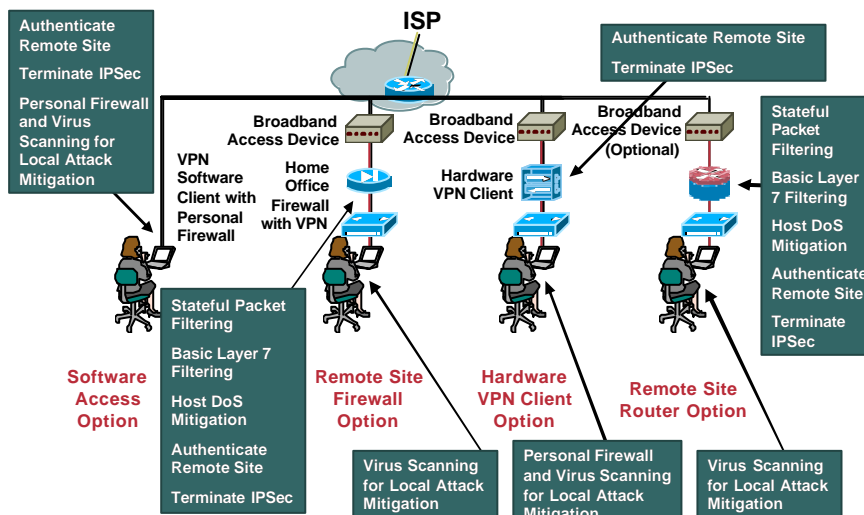 ISP
Authenticate
Remote Site
Terminate IPSec
Personal Firewall
and Virus
Scanning for
Local Attack
Mitigation
Authenticate Remote Site
Terminate IPSec
Broadband
Access Device
Broadband
Access Device
Broadband
Access Device
(Optional)
Stateful
Packet
Filtering
Basic Layer
7 Filtering
Host DoS
Mitigation
Authenticate
Remote Site
Terminate
IPSec
VPN
Software
Client with
Personal
Firewall
Home
Office
Firewall
with VPN
Hardware
VPN Client
Stateful Packet
Filtering
Basic Layer 7
Filtering
Host DoS
Mitigation
Authenticate
Remote Site
Terminate IPSec
Software
Access
Option
Remote Site
Firewall
Option
Hardware
VPN Client
Option
Remote Site
Router Option
Virus Scanning
for Local Attack
Mitigation
Personal Firewall
and Virus Scanning
for Local Attack
Mitigation
Virus Scanning
for Local Attack
Mitigation